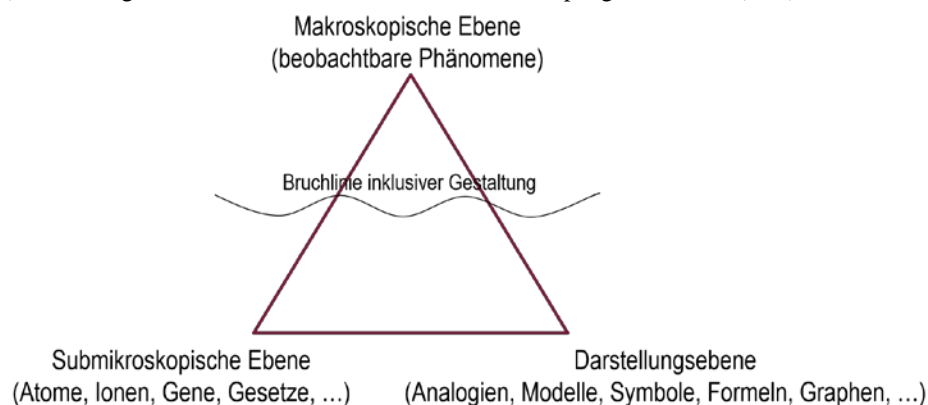 Makroskopische Ebene
(beobachtbare Phänomene)
Bruchlinie inklusiver Gestaltung
Submikroskopische Ebene
(Atome, Ionen, Gene, Gesetze, …)
Darstellungsebene
(Analogien, Modelle, Symbole, Formeln, Graphen, …)